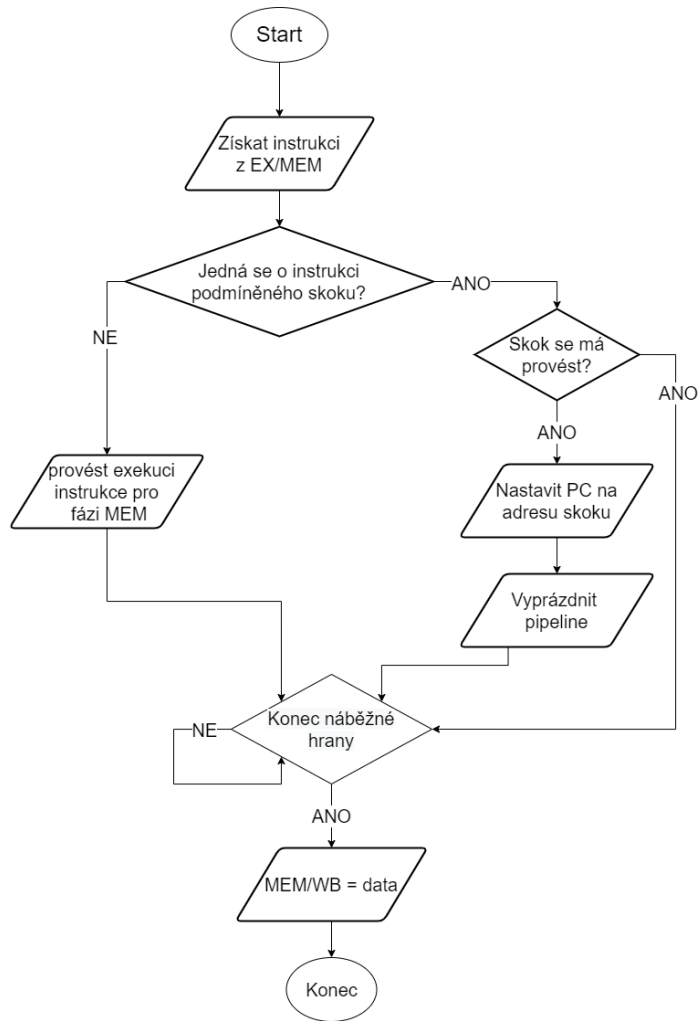 Start
Získat instrukci
z EX/MEM
Jedná se o instrukci
podmíněného skoku?
ANO
NE
Skok se má
provést?
ANO
ANO
provést exekuci
instrukce pro
fázi MEM
Nastavit PC na
adresu skoku
Vyprázdnit
pipeline
Konec náběžné
hrany
NE
ANO
MEM/WB = data
Konec